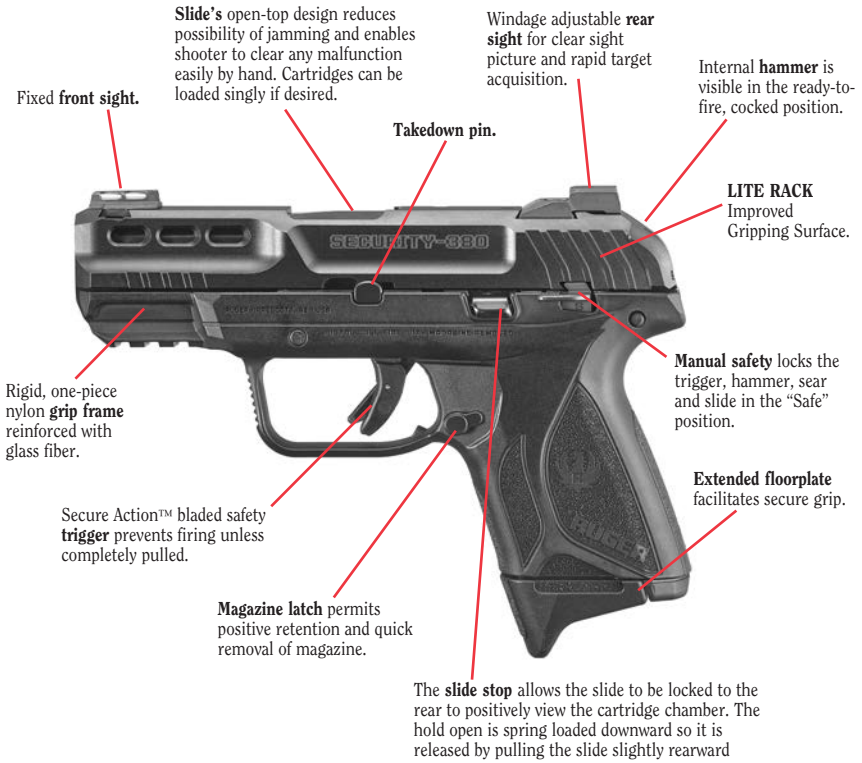 Slide's open-top design reduces
possibility of jamming and enables
shooter to clear any malfunction
easily by hand. Cartridges can be
loaded singly if desired.
Windage adjustable rear
sight for clear sight
picture and rapid target
acquisition.
Internal hammer is
visible in the ready-to-
fire, cocked position.
Fixed front sight.
Takedown pin.
LITE RACK
Improved
Gripping Surface.
SECURITY-380
Manual safety locks the
trigger, hammer, sear
and slide in the “Safe”
position.
Rigid, one-piece
nylon grip frame
reinforced with
glass fiber.
Extended floorplate
facilitates secure grip.
RUGER
Secure Action™ bladed safety
trigger prevents firing unless
completely pulled.
Magazine latch permits
positive retention and quick
removal of magazine.
The slide stop allows the slide to be locked to the
rear to positively view the cartridge chamber. The
hold open is spring loaded downward so it is
released by pulling the slide slightly rearward